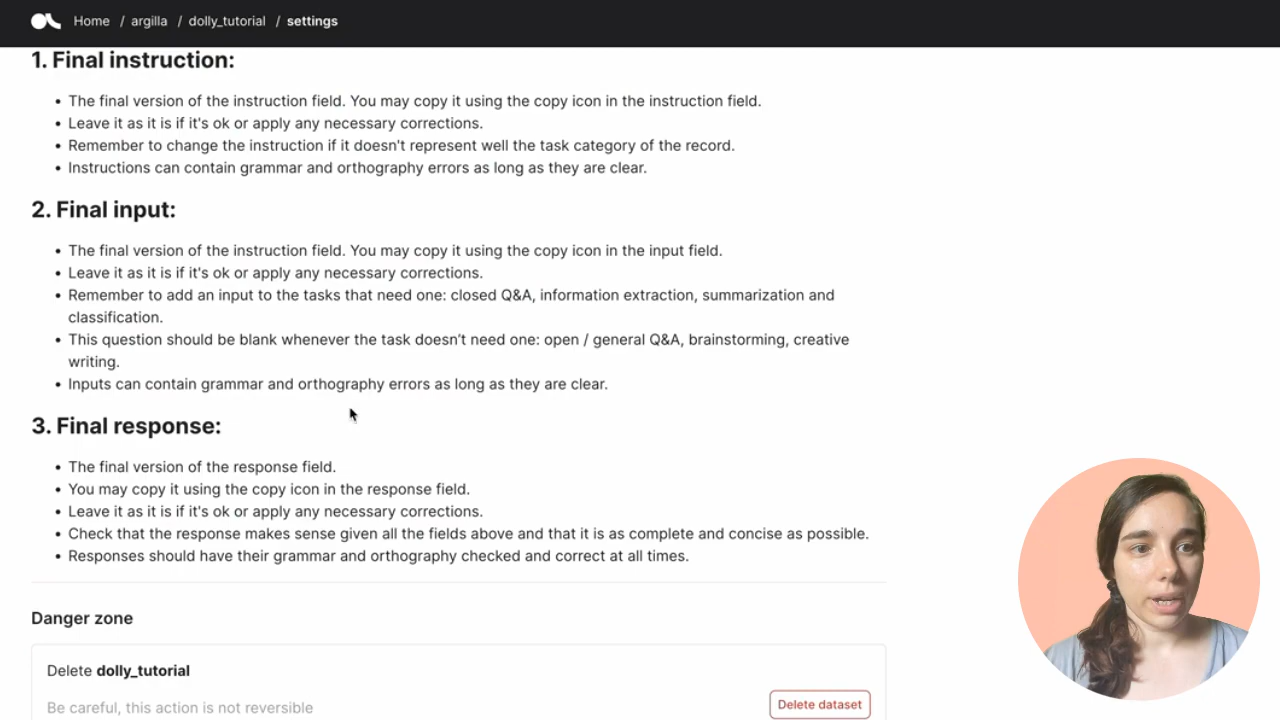 Home / argilla / dolly_tutorial / settings
1. Final instruction:
• The final version of the instruction field. You may copy it using the copy icon in the instruction field.
• Leave it as it is if it's ok or apply any necessary corrections.
• Remember to change the instruction if it doesn't represent well the task category of the record.
• Instructions can contain grammar and orthography errors as long as they are clear.
2. Final input:
• The final version of the instruction field. You may copy it using the copy icon in the input field.
• Leave it as it is if it's ok or apply any necessary corrections.
• Remember to add an input to the tasks that need one: closed Q&A, information extraction, summarization and
classification.
• This question should be blank whenever the task doesn’t need one: open / general Q&A, brainstorming, creative
writing.
• Inputs can contain grammar and orthography errors as long as they are clear.
3. Final response:
• The final version of the response field.
• You may copy it using the copy icon in the response field.
• Leave it as it is if it's ok or apply any necessary corrections.
• Check that the response makes sense given all the fields above and that it is as complete and concise as possible.
• Responses should have their grammar and orthography checked and correct at all times.
Danger zone
Delete dolly_tutorial
Be careful, this action is not reversible
Delete dataset